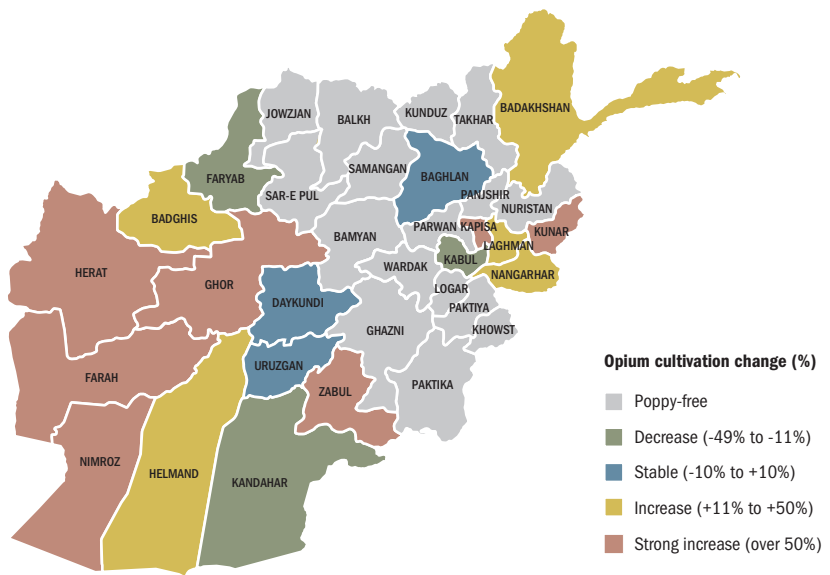 BADAKHSHAN
JOWZJAN
BALKH
KUNDUZ
TAKHAR
SAMANGAN
BAGHLAN
FARYAB
SAR-E PUL
PANJSHIR
NURISTAN
BADGHIS
PARWAN
KAPISA
KUNAR
BAMYAN
LAGHMAN
KABUL
WARDAK
NANGARHAR
HERAT
GHOR
LOGAR
DAYKUNDI
PAKTIYA
GHAZNI
KHOWST
URUZGAN
FARAH
ZABUL
PAKTIKA
NIMROZ
HELMAND
KANDAHAR
Opium cultivation change (%)
Poppy-free
Decrease (-49% to -11%)
Stable (-10% to +10%)
Increase (+11% to +50%)
Strong increase (over 50%)